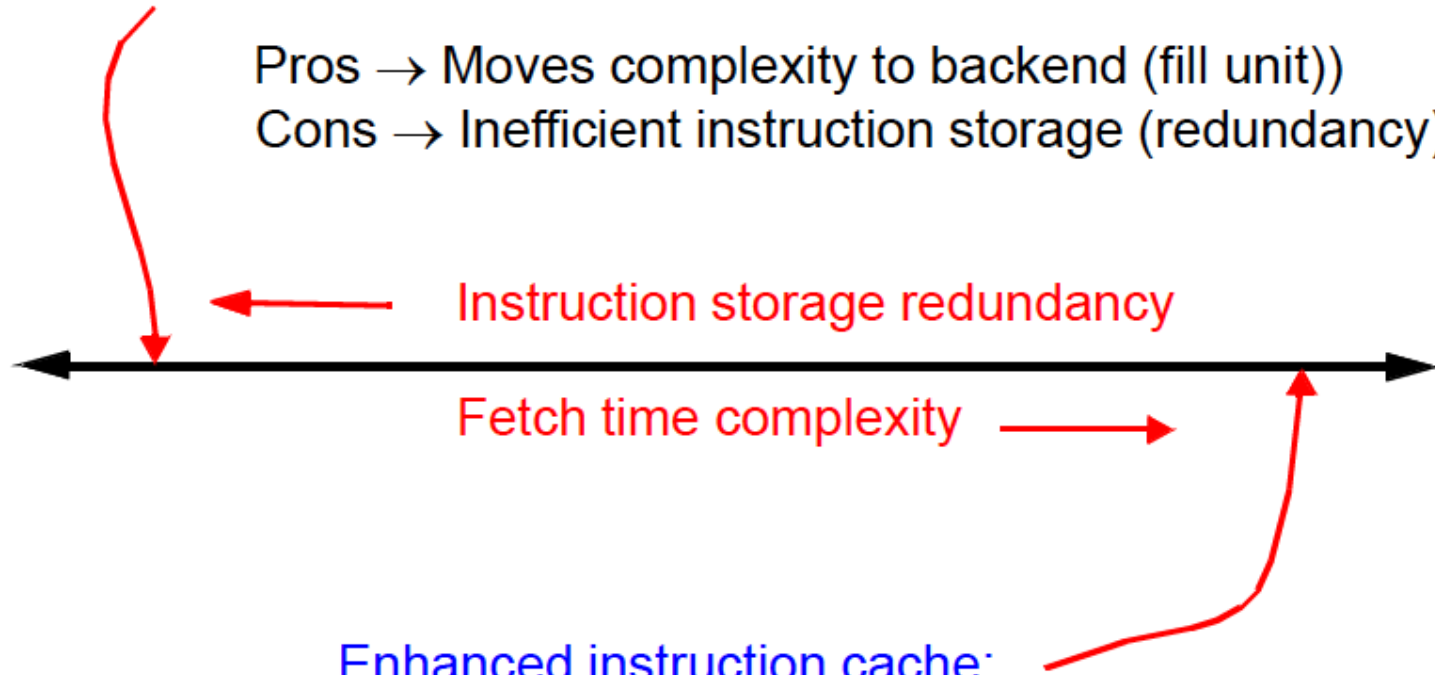 Pros → Moves complexity to backend (fill unit))
Cons → Inefficient instruction storage (redundancy)
Instruction storage redundancy
Fetch time complexity
Enhanced instruction cache: